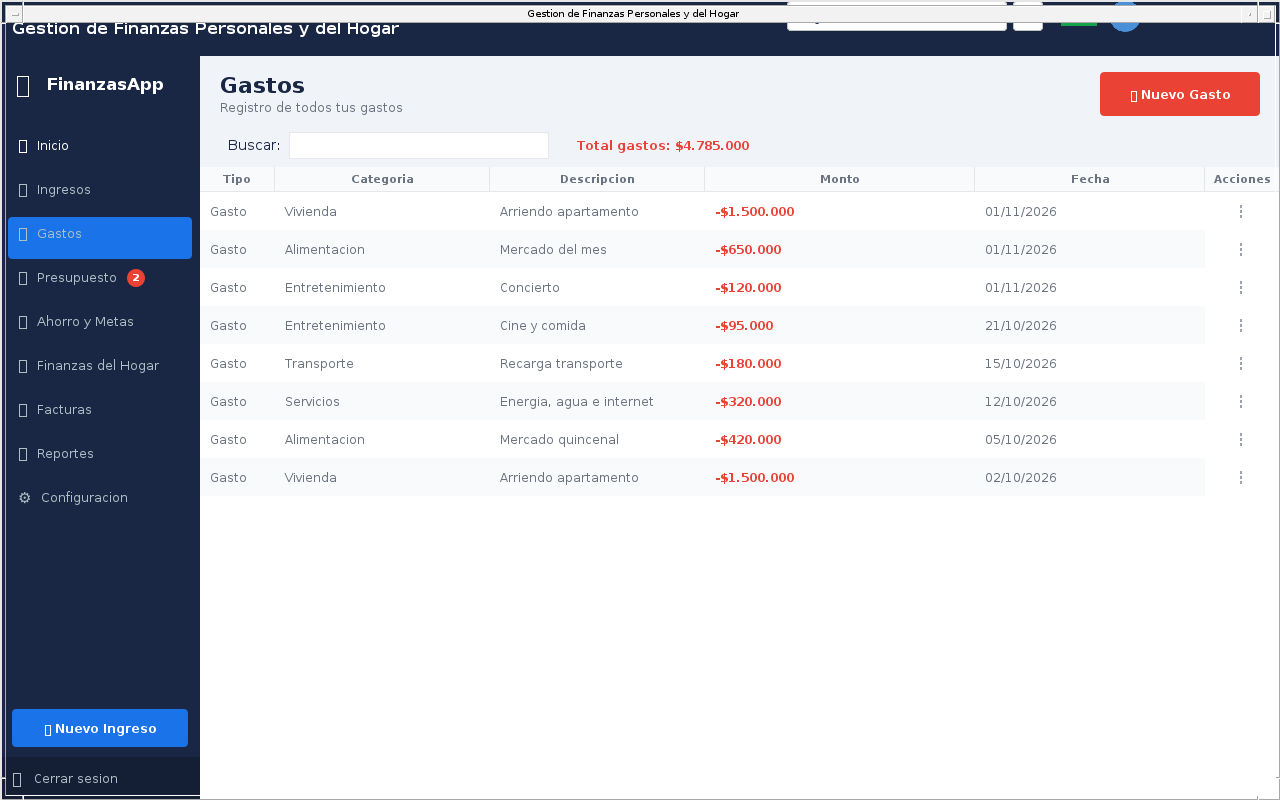 Gestion de Finanzas Personales y del Hogar
Gestion de Finanzas Personales y del Hogar
FinanzasApp
Inicio
Ingresos
Gastos
Presupuesto 2
Ahorro y Metas
Finanzas del Hogar
Facturas
Reportes
Configuracion
Nuevo Ingreso
Cerrar sesion
Gastos
Registro de todos tus gastos
Nuevo Gasto
Buscar: Total gastos: $4.785.000
Tipo Categoria Descripcion Monto Fecha Acciones
Gasto Vivienda Arriendo apartamento -$1.500.000 01/11/2026
Gasto Alimentacion Mercado del mes -$650.000 01/11/2026
Gasto Entretenimiento Concierto -$120.000 01/11/2026
Gasto Entretenimiento Cine y comida -$95.000 21/10/2026
Gasto Transporte Recarga transporte -$180.000 15/10/2026
Gasto Servicios Energia, agua e internet -$320.000 12/10/2026
Gasto Alimentacion Mercado quincenal -$420.000 05/10/2026
Gasto Vivienda Arriendo apartamento -$1.500.000 02/10/2026